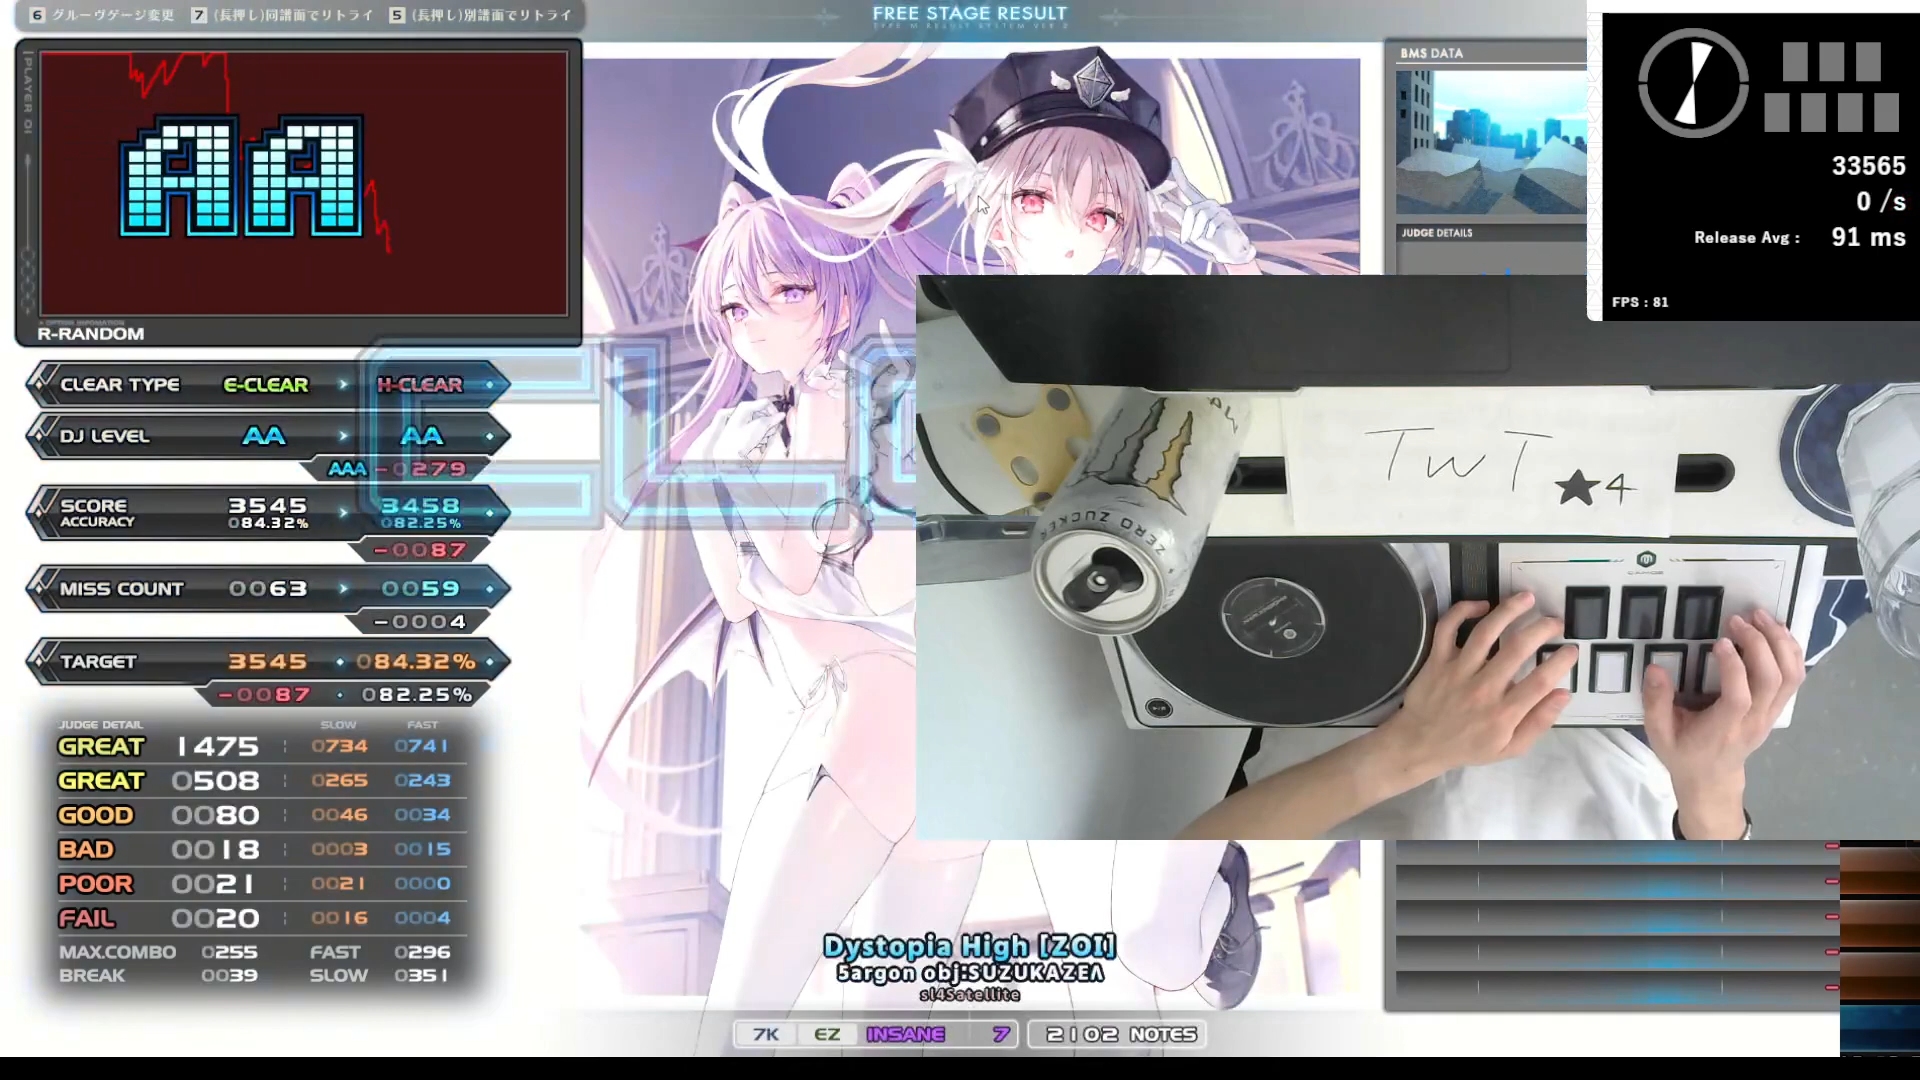 6 グルーヴゲージ変更 7 (長押し)同譜面でリトライ 5 (長押し)別譜面でリトライ
FREE STAGE RESULT
PLAYER 01
AA
R-RANDOM
CLEAR TYPE E-CLEAR H-CLEAR
DJ LEVEL AA AA
AAA -0279
SCORE 3545 3458
ACCURACY 084.32% 082.25%
-0087
MISS COUNT 0063 0059
-0004
TARGET 3545 084.32%
-0087 082.25%
JUDGE DETAIL SLOW FAST
GREAT 1475 0734 0741
GREAT 0508 0265 0243
GOOD 0080 0046 0034
BAD 0018 0003 0015
POOR 0021 0021 0000
FAIL 0020 0016 0004
MAX.COMBO 0255 FAST 0296
BREAK 0039 SLOW 0351
Dystopia High [ZOI]
5argon obj:SUZUKAZEΛ
sl4Satellite
7K EZ INSANE 7 2102 NOTES
BMS DATA
JUDGE DETAILS
33565
0 /s
Release Avg : 91 ms
FPS : 81
TWT ★4
ZERO ZUCKER